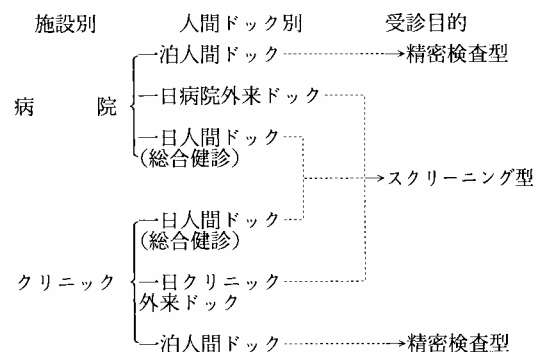 施設別 人間ドック別 受診目的
一泊人間ドック 精密検査型
一日病院外来ドック
病院
一日人間ドック
(総合健診)
スクリーニング型
一日人間ドック
(総合健診)
クリニック 一日クリニック
外来ドック
一泊人間ドック 精密検査型